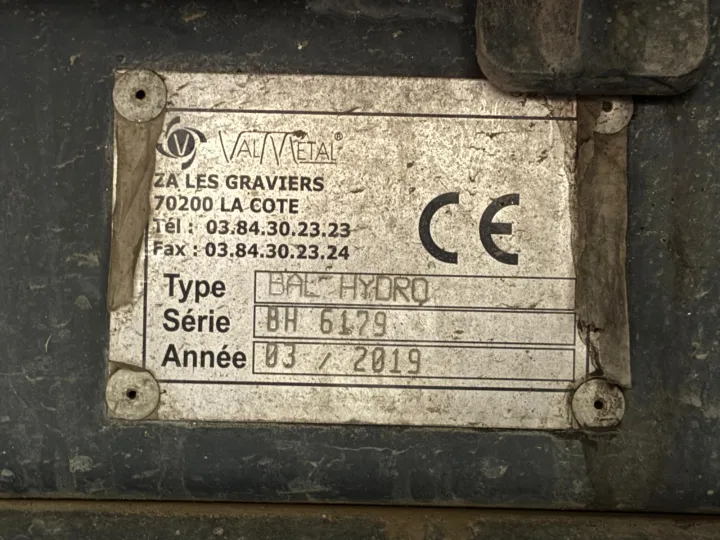 V VALMÉTAL®
ZA LES GRAVIERS
70200 LA COTE
Tél : 03.84.30.23.23
Fax : 03.84.30.23.24
CE
Type BAL HYDRO
Série BH 6179
Année 03 / 2019